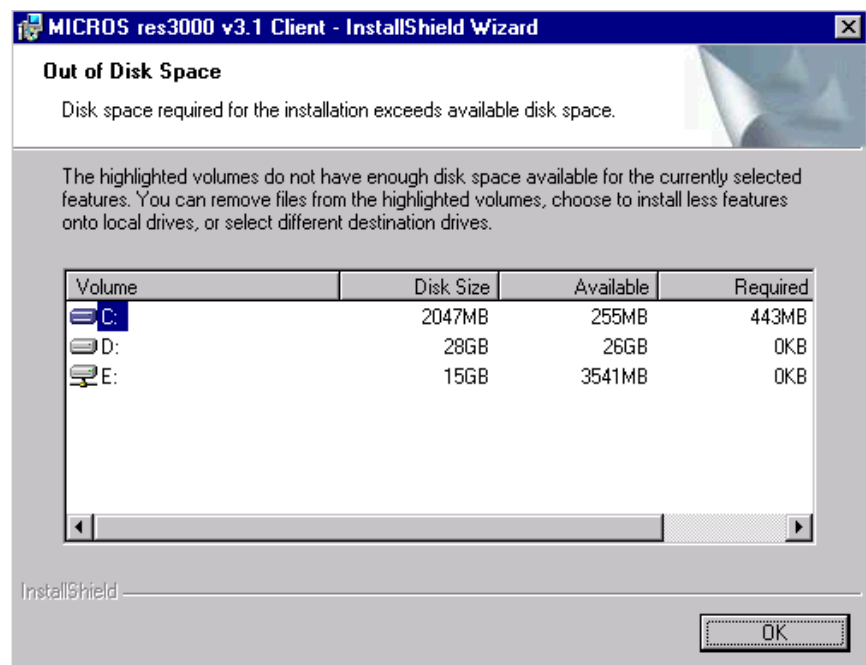 MICROS res3000 v3.1 Client - InstallShield Wizard
Out of Disk Space
Disk space required for the installation exceeds available disk space.
The highlighted volumes do not have enough disk space available for the currently selected
features. You can remove files from the highlighted volumes, choose to install less features
onto local drives, or select different destination drives.
Volume Disk Size Available Required
C: 2047MB 255MB 443MB
D: 28GB 26GB 0KB
E: 15GB 3541MB 0KB
InstallShield
OK